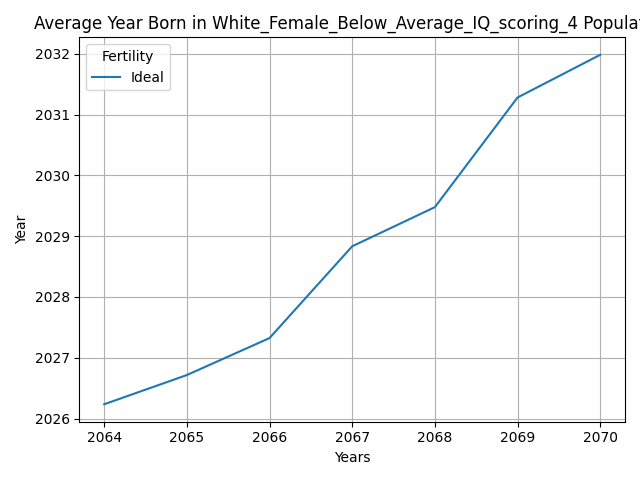 Average Year Born in White_Female_Below_Average_IQ_scoring_4 Populat
Fertility
Ideal
2032
2031
2030
2029
2028
2027
2026
Year
2064 2065 2066 2067 2068 2069 2070
Years